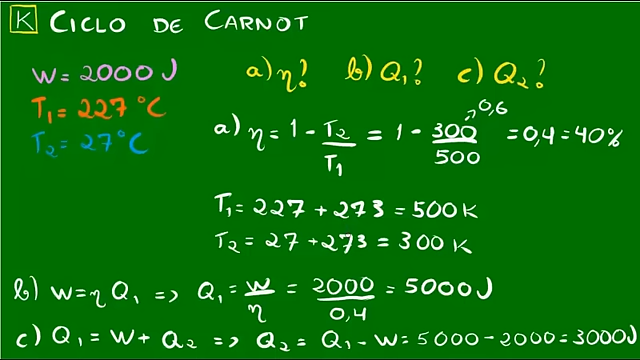 K CICLO DE CARNOT
W = 2000 J a) η? b) Q₁? c) Q₂?
T₁ = 227 °C
T₂ = 27 °C
a) η = 1 - T₂/T₁ = 1 - 300/500 = 0,4 = 40%
0,6
T₁ = 227 + 273 = 500 K
T₂ = 27 + 273 = 300 K
b) W = η Q₁ => Q₁ = W/η = 2000/0,4 = 5000 J
c) Q₁ = W + Q₂ => Q₂ = Q₁ - W = 5000 - 2000 = 3000 J